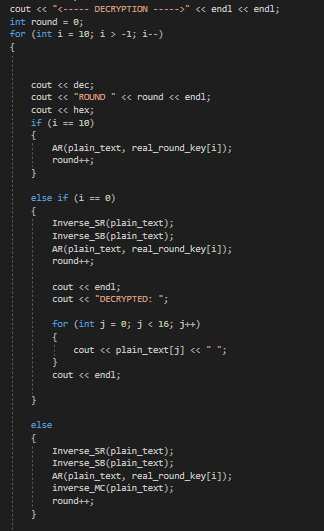 cout << "<----- DECRYPTION ----->" << endl << endl;
int round = 0;
for (int i = 10; i > -1; i--)
{
cout << dec;
cout << "ROUND " << round << endl;
cout << hex;
if (i == 10)
{
AR(plain_text, real_round_key[i]);
round++;
}
else if (i == 0)
{
Inverse_SR(plain_text);
Inverse_SB(plain_text);
AR(plain_text, real_round_key[i]);
round++;
cout << endl;
cout << "DECRYPTED: ";
for (int j = 0; j < 16; j++)
{
cout << plain_text[j] << " ";
}
cout << endl;
}
else
{
Inverse_SR(plain_text);
Inverse_SB(plain_text);
AR(plain_text, real_round_key[i]);
inverse_MC(plain_text);
round++;
}